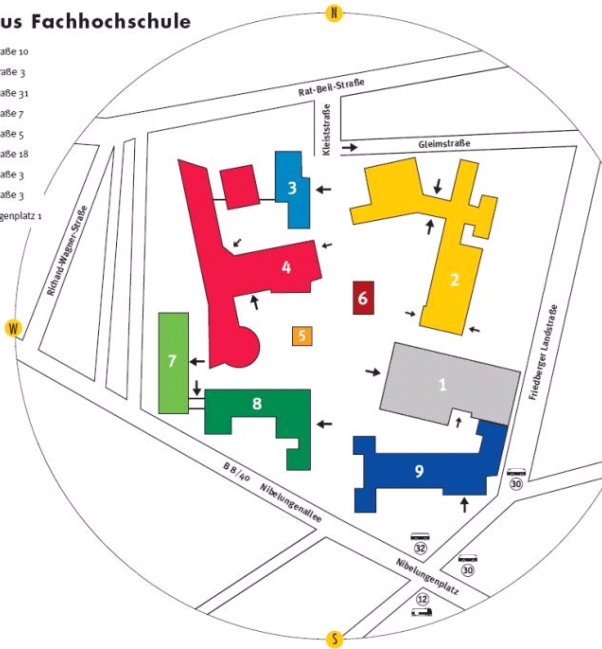 us Fachhochschule
aße 10
raße 3
aße 31
aße 7
aße 5
aße 18
aße 3
aße 3
genplatz 1
N
Rat-Beil-Straße
Kleiststraße
Gleimstraße
Richard-Wagner-Straße
3
4
2
6
W
5
7
1
Friedberger Landstraße
8
9
B 8/40 Nibelungenallee
30
32
30
Nibelungenplatz
12
S